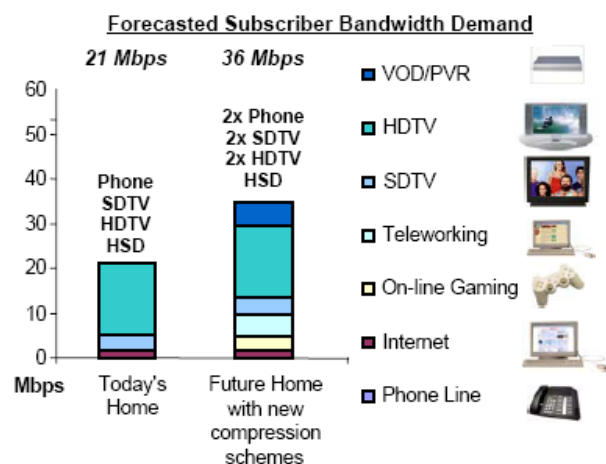 Forecasted Subscriber Bandwidth Demand
21 Mbps
36 Mbps
60
50
40
30
20
10
0
Mbps
Phone
SDTV
HDTV
HSD
2x Phone
2x SDTV
2x HDTV
HSD
Today's
Home
Future Home
with new
compression
schemes
VOD/PVR
HDTV
SDTV
Teleworking
On-line Gaming
Internet
Phone Line